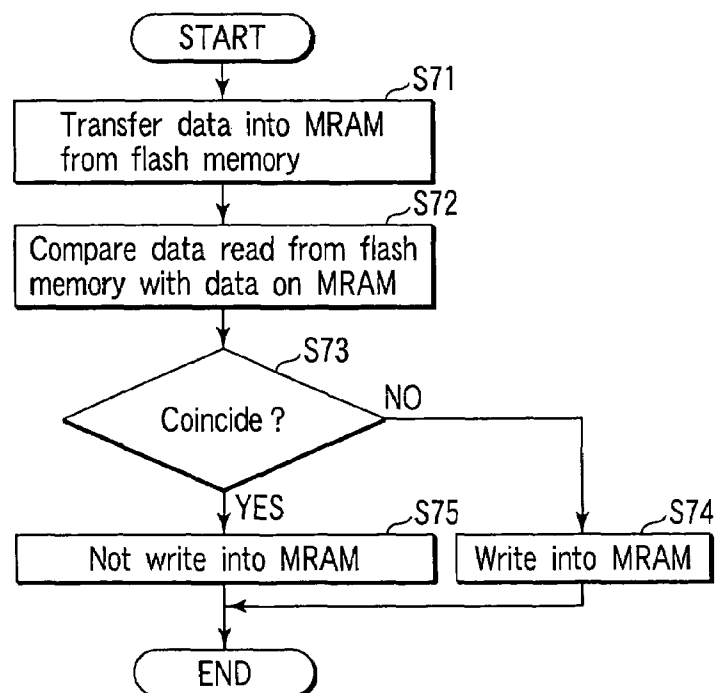 START
S71
Transfer data into MRAM
from flash memory
S72
Compare data read from flash
memory with data on MRAM
S73
Coincide ?
NO
YES
S75
S74
Not write into MRAM
Write into MRAM
END